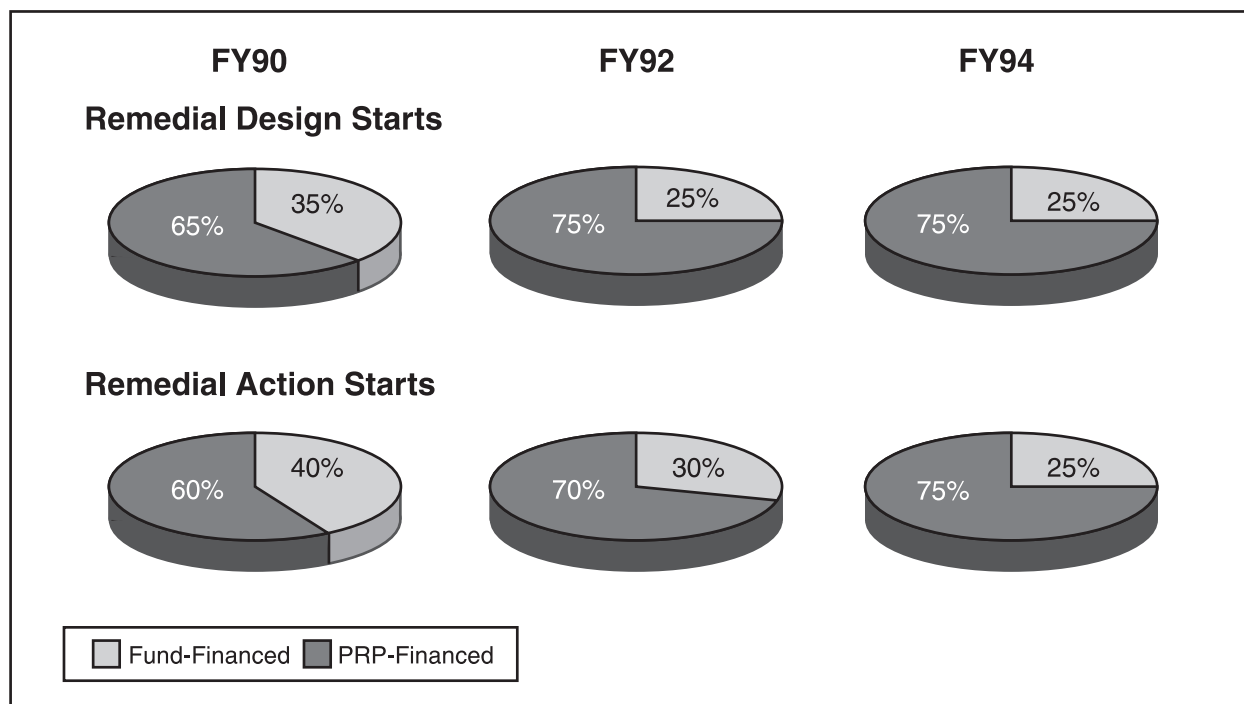 FY90 FY92 FY94
Remedial Design Starts
65% 35% 75% 25% 75% 25%
Remedial Action Starts
60% 40% 70% 30% 75% 25%
Fund-Financed PRP-Financed